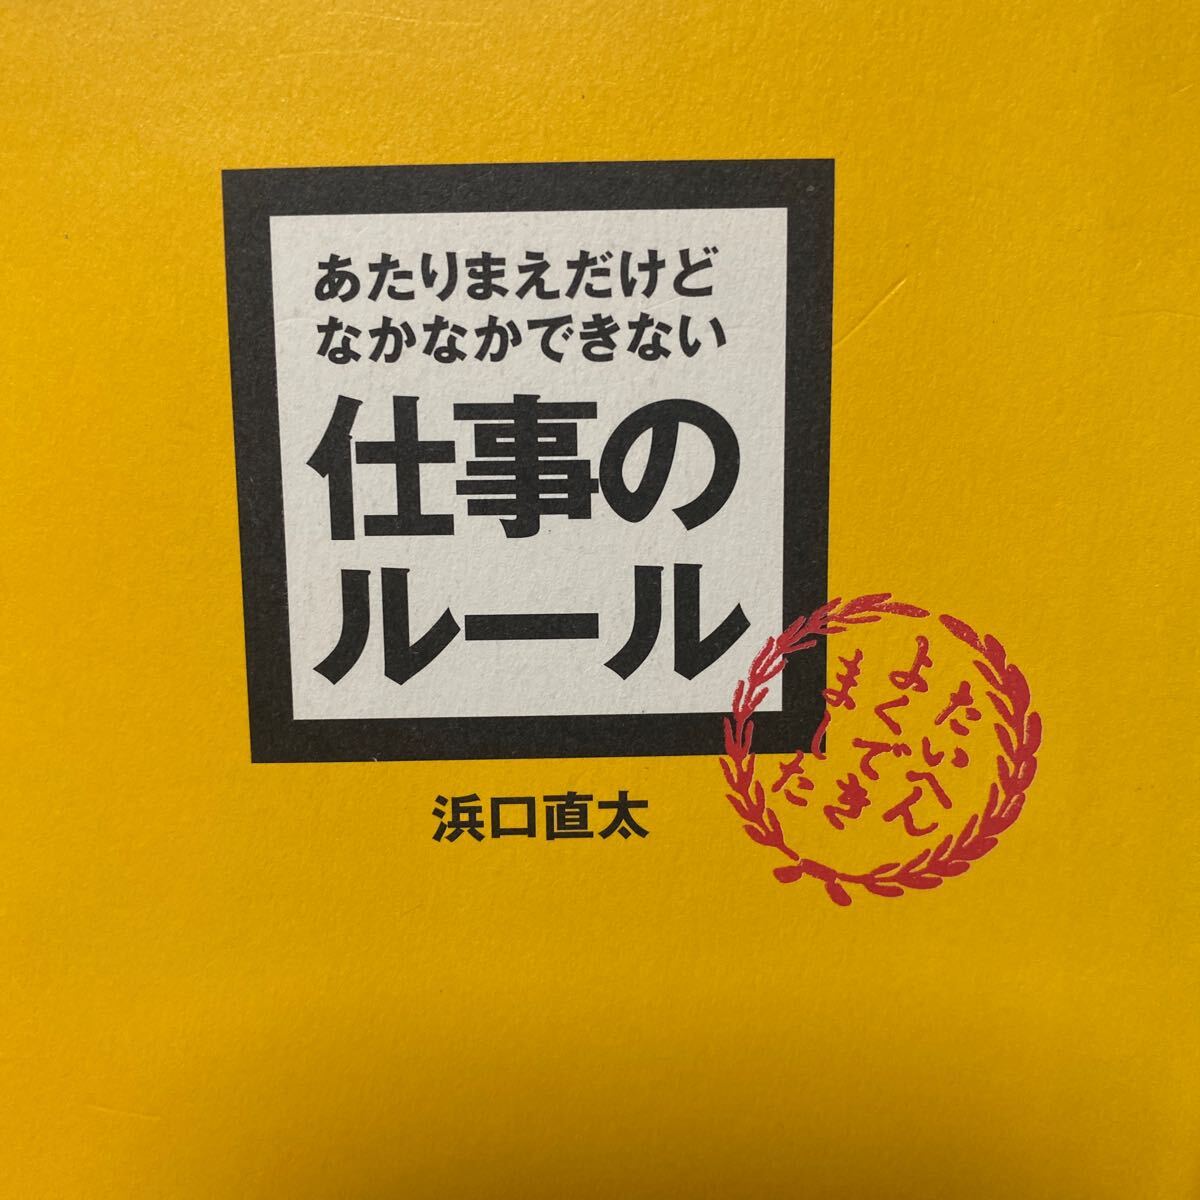 あたりまえだけど
なかなかできない
仕事の
ルール
浜口直太
たいへん
よくでき
ました